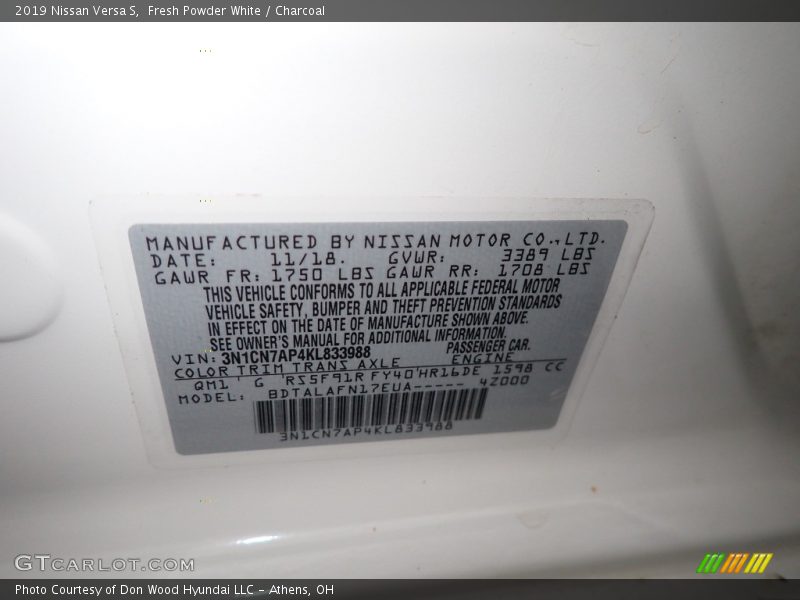 2019 Nissan Versa S,  Fresh Powder White / Charcoal
MANUFACTURED BY NISSAN MOTOR CO.,LTD.
DATE: 11/18. GVWR: 3389 LBS
GAWR FR: 1750 LBS GAWR RR: 1708 LBS
THIS VEHICLE CONFORMS TO ALL APPLICABLE FEDERAL MOTOR
VEHICLE SAFETY, BUMPER AND THEFT PREVENTION STANDARDS
IN EFFECT ON THE DATE OF MANUFACTURE SHOWN ABOVE.
SEE OWNER'S MANUAL FOR ADDITIONAL INFORMATION.
VIN: 3N1CN7AP4KL833988 PASSENGER CAR.
COLOR TRIM TRANS AXLE ENGINE
QM1 ' G 'RS5F91R FY40'HR16DE 1598 CC
MODEL: BDTALAFN17EUA----- 4Z000
3N1CN7AP4KL833988
GTCARLOT.COM
Photo Courtesy of Don Wood Hyundai LLC - Athens, OH